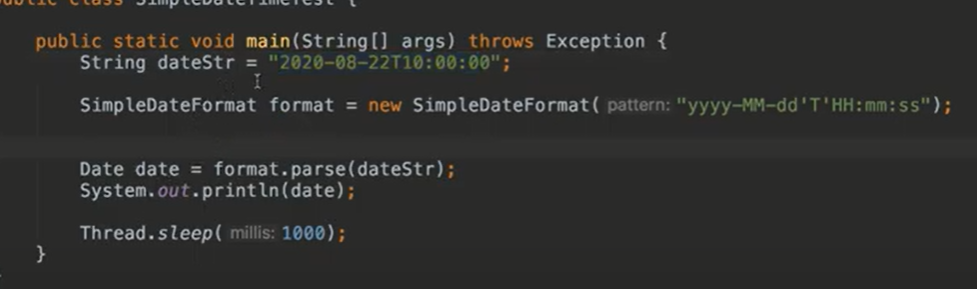 public class SimpleDateTimeTest {
public static void main(String[] args) throws Exception {
String dateStr = "2020-08-22T10:00:00";
SimpleDateFormat format = new SimpleDateFormat( pattern: "yyyy-MM-dd'T'HH:mm:ss");
Date date = format.parse(dateStr);
System.out.println(date);
Thread.sleep( millis: 1000);
}